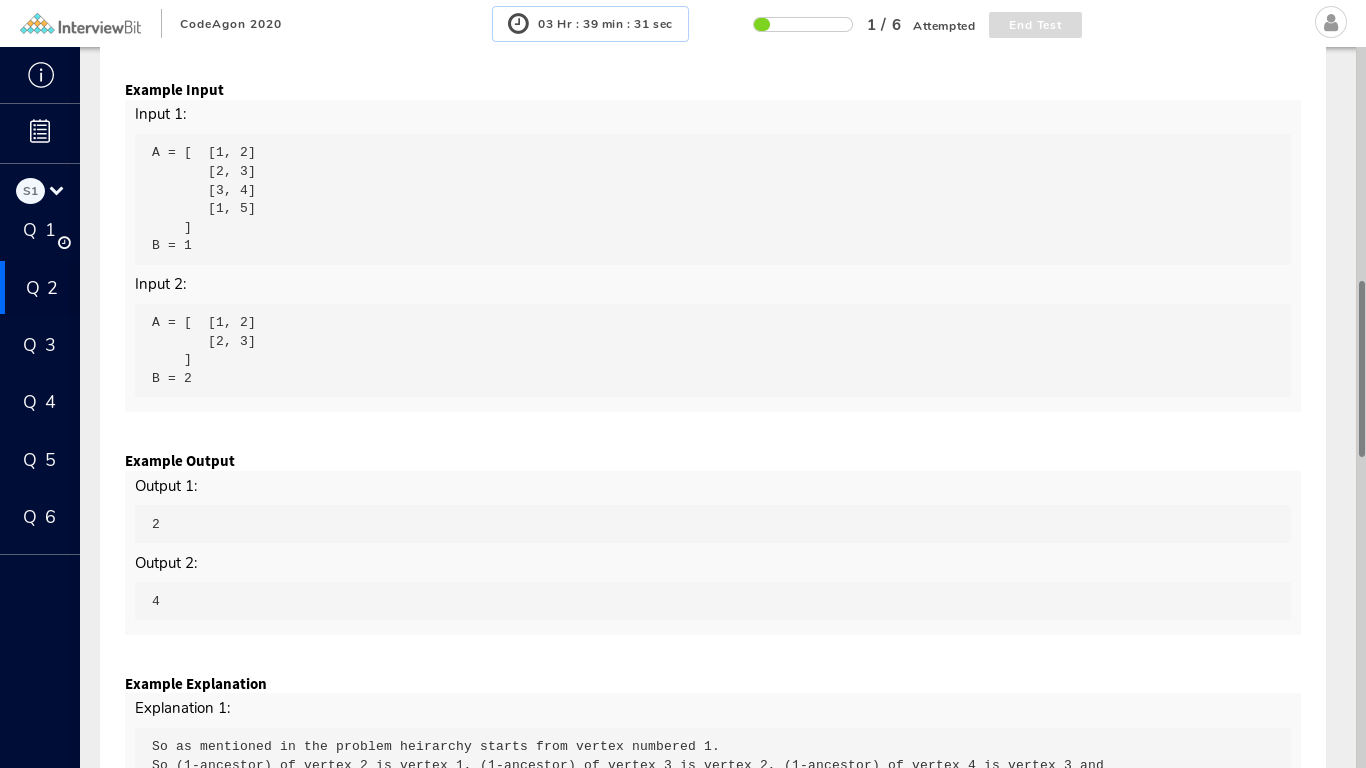 InterviewBit
CodeAgon 2020
03 Hr : 39 min : 31 sec
1 / 6 Attempted
End Test
S1
Q 1
Q 2
Q 3
Q 4
Q 5
Q 6
Example Input
Input 1:
A = [  [1, 2]
       [2, 3]
       [3, 4]
       [1, 5]
    ]
B = 1
Input 2:
A = [  [1, 2]
       [2, 3]
    ]
B = 2
Example Output
Output 1:
2
Output 2:
4
Example Explanation
Explanation 1:
So as mentioned in the problem heirarchy starts from vertex numbered 1.
So (1-ancestor) of vertex 2 is vertex 1, (1-ancestor) of vertex 3 is vertex 2, (1-ancestor) of vertex 4 is vertex 3 and